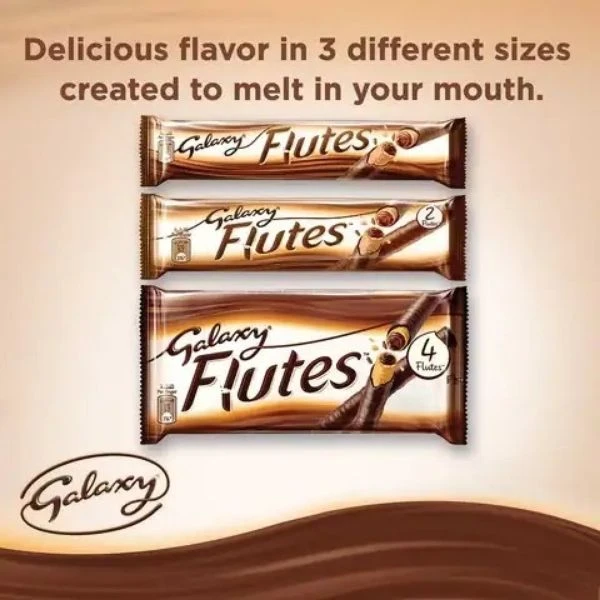 Delicious flavor in 3 different sizes
created to melt in your mouth.
Galaxy Flutes
Galaxy
Flutes
2
Flutes
Galaxy
Flutes™
4
Flutes
Galaxy